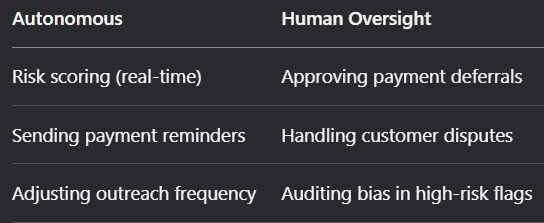 Autonomous Human Oversight
Risk scoring (real-time) Approving payment deferrals
Sending payment reminders Handling customer disputes
Adjusting outreach frequency Auditing bias in high-risk flags